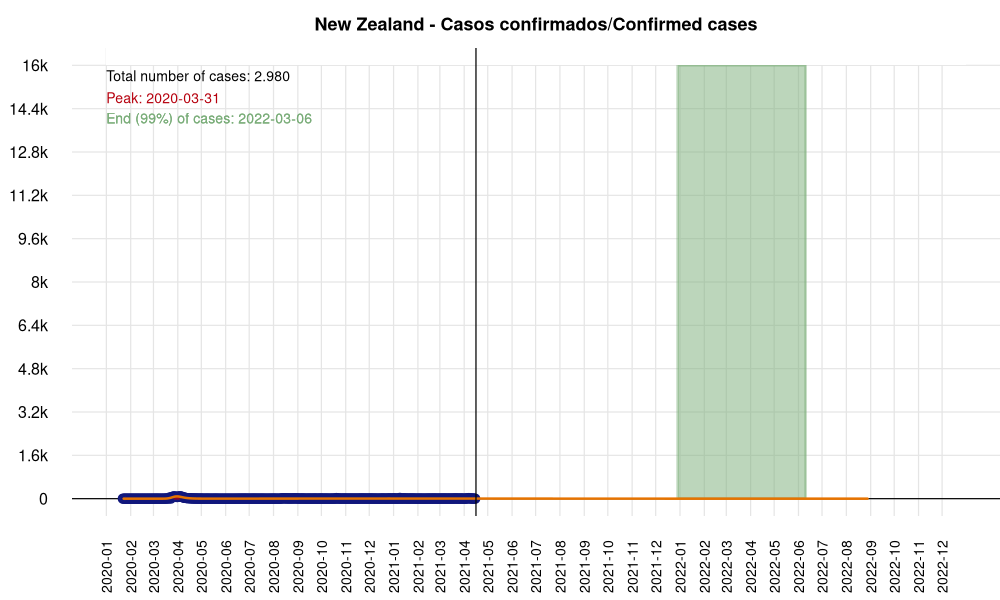 New Zealand - Casos confirmados/Confirmed cases
Total number of cases: 2.980
Peak: 2020-03-31
End (99%) of cases: 2022-03-06
16k
14.4k
12.8k
11.2k
9.6k
8k
6.4k
4.8k
3.2k
1.6k
0
2020-01
2020-02
2020-03
2020-04
2020-05
2020-06
2020-07
2020-08
2020-09
2020-10
2020-11
2020-12
2021-01
2021-02
2021-03
2021-04
2021-05
2021-06
2021-07
2021-08
2021-09
2021-10
2021-11
2021-12
2022-01
2022-02
2022-03
2022-04
2022-05
2022-06
2022-07
2022-08
2022-09
2022-10
2022-11
2022-12